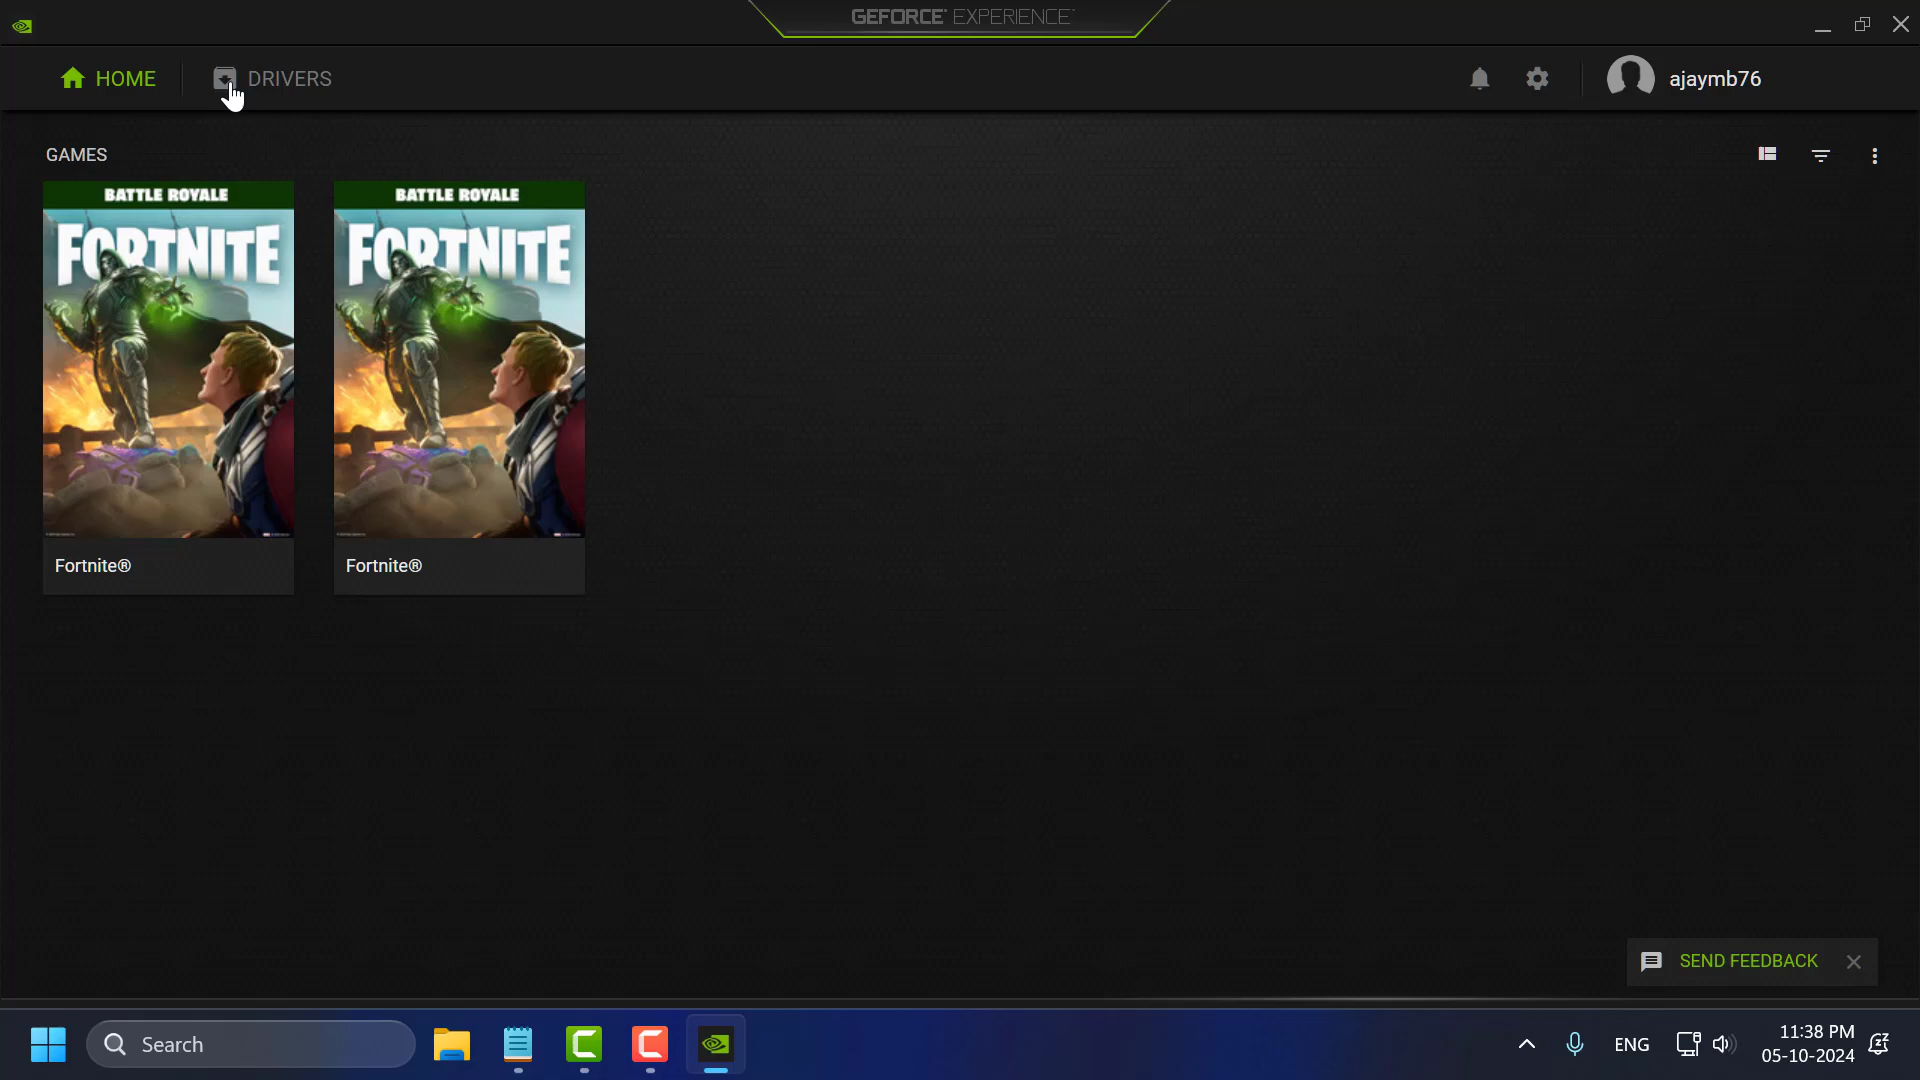 GEFORCE® EXPERIENCE™
HOME
DRIVERS
ajaymb76
GAMES
BATTLE ROYALE
FORTNITE
Fortnite®
BATTLE ROYALE
FORTNITE
Fortnite®
SEND FEEDBACK
Search
ENG
11:38 PM
05-10-2024